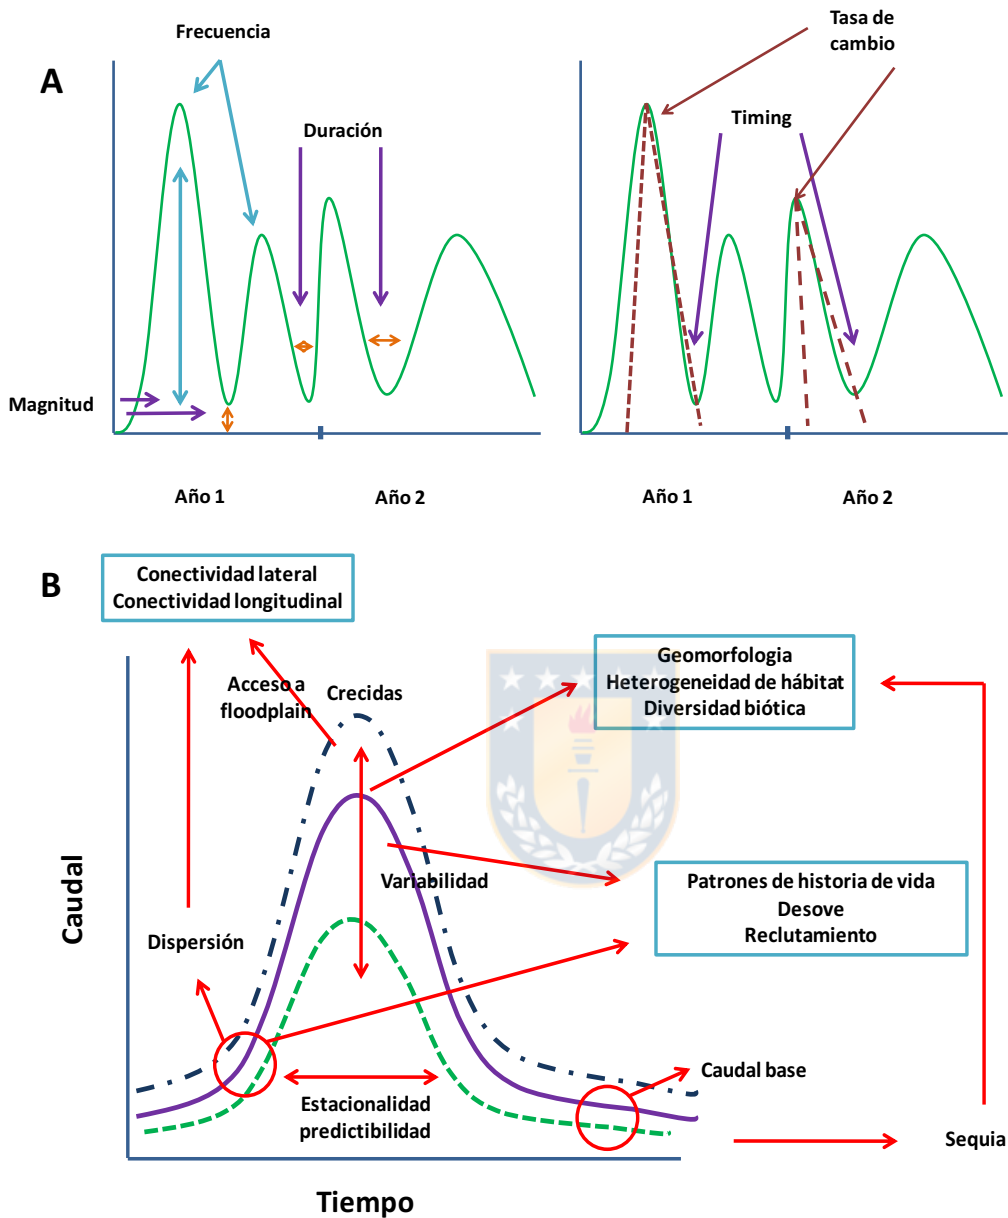 A
Frecuencia
Duración
Magnitud
Año 1
Año 2
Tasa de
cambio
Timing
Año 1
Año 2
B
Conectividad lateral
Conectividad longitudinal
Acceso a
floodplain
Crecidas
Geomorfologia
Heterogeneidad de hábitat
Diversidad biótica
Variabilidad
Patrones de historia de vida
Desove
Reclutamiento
Dispersión
Caudal
Estacionalidad
predictibilidad
Caudal base
Sequia
Tiempo